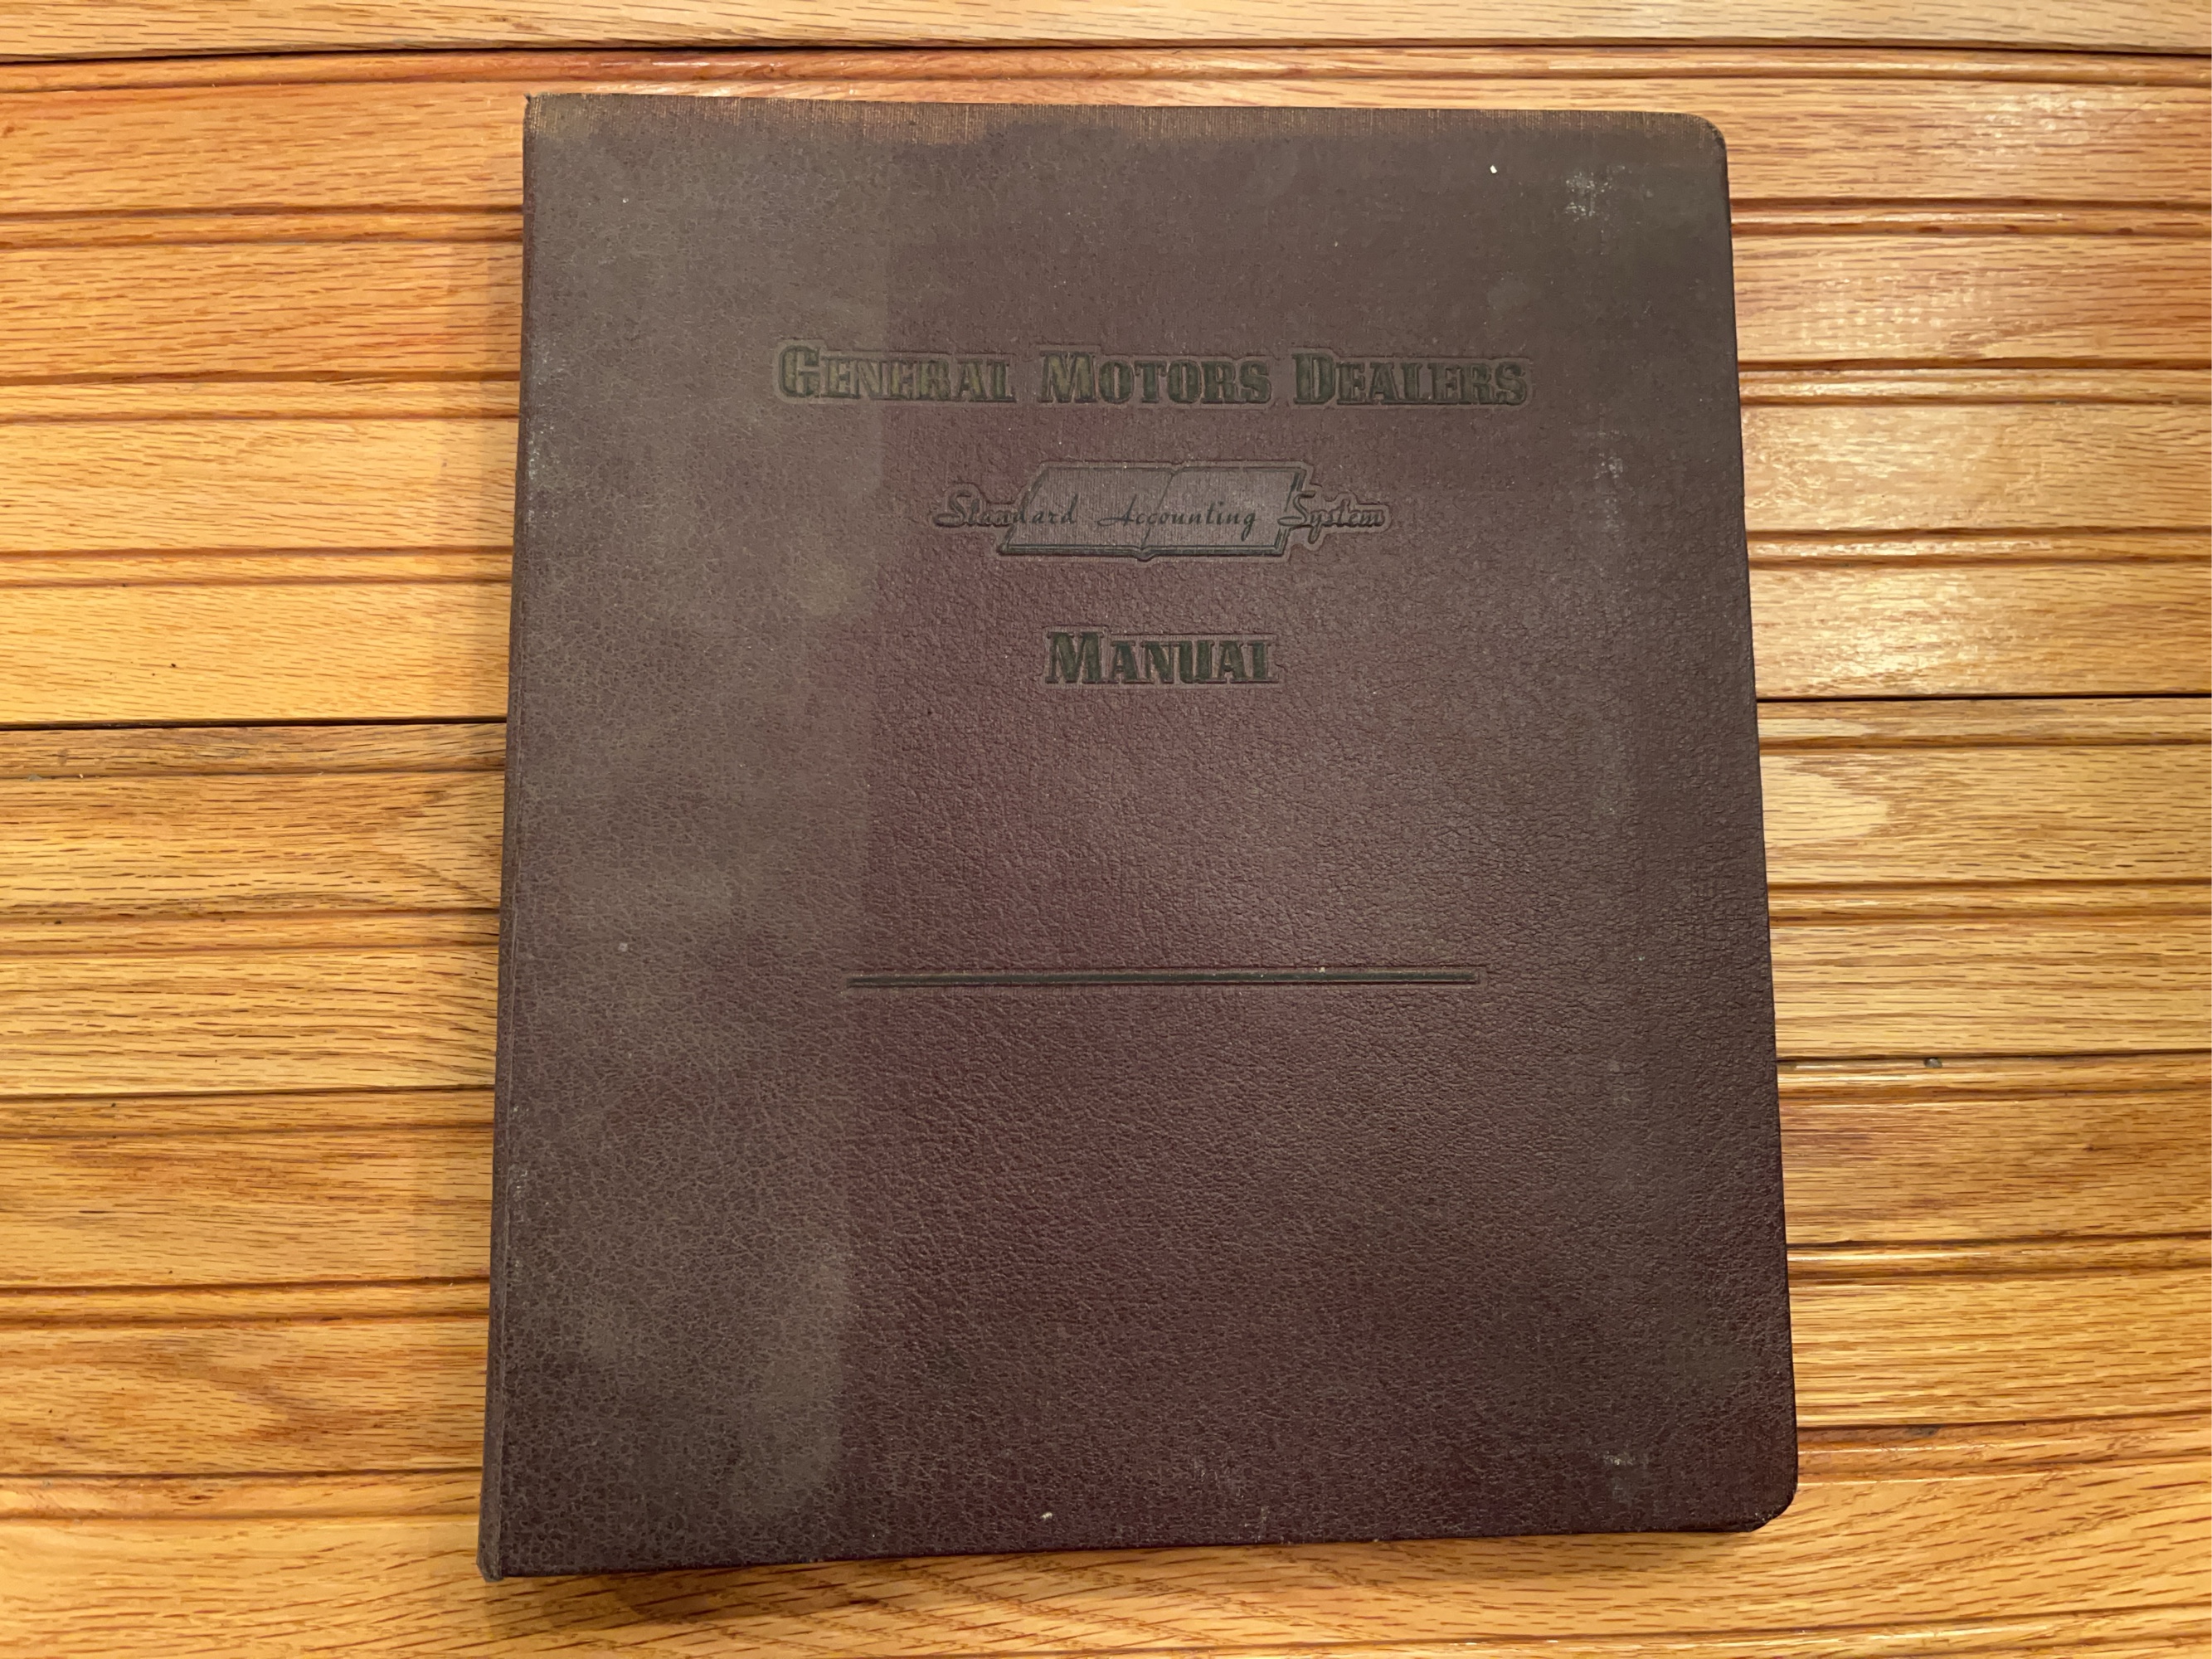 GENERAL MOTORS DEALERS
Standard Accounting System
MANUAL